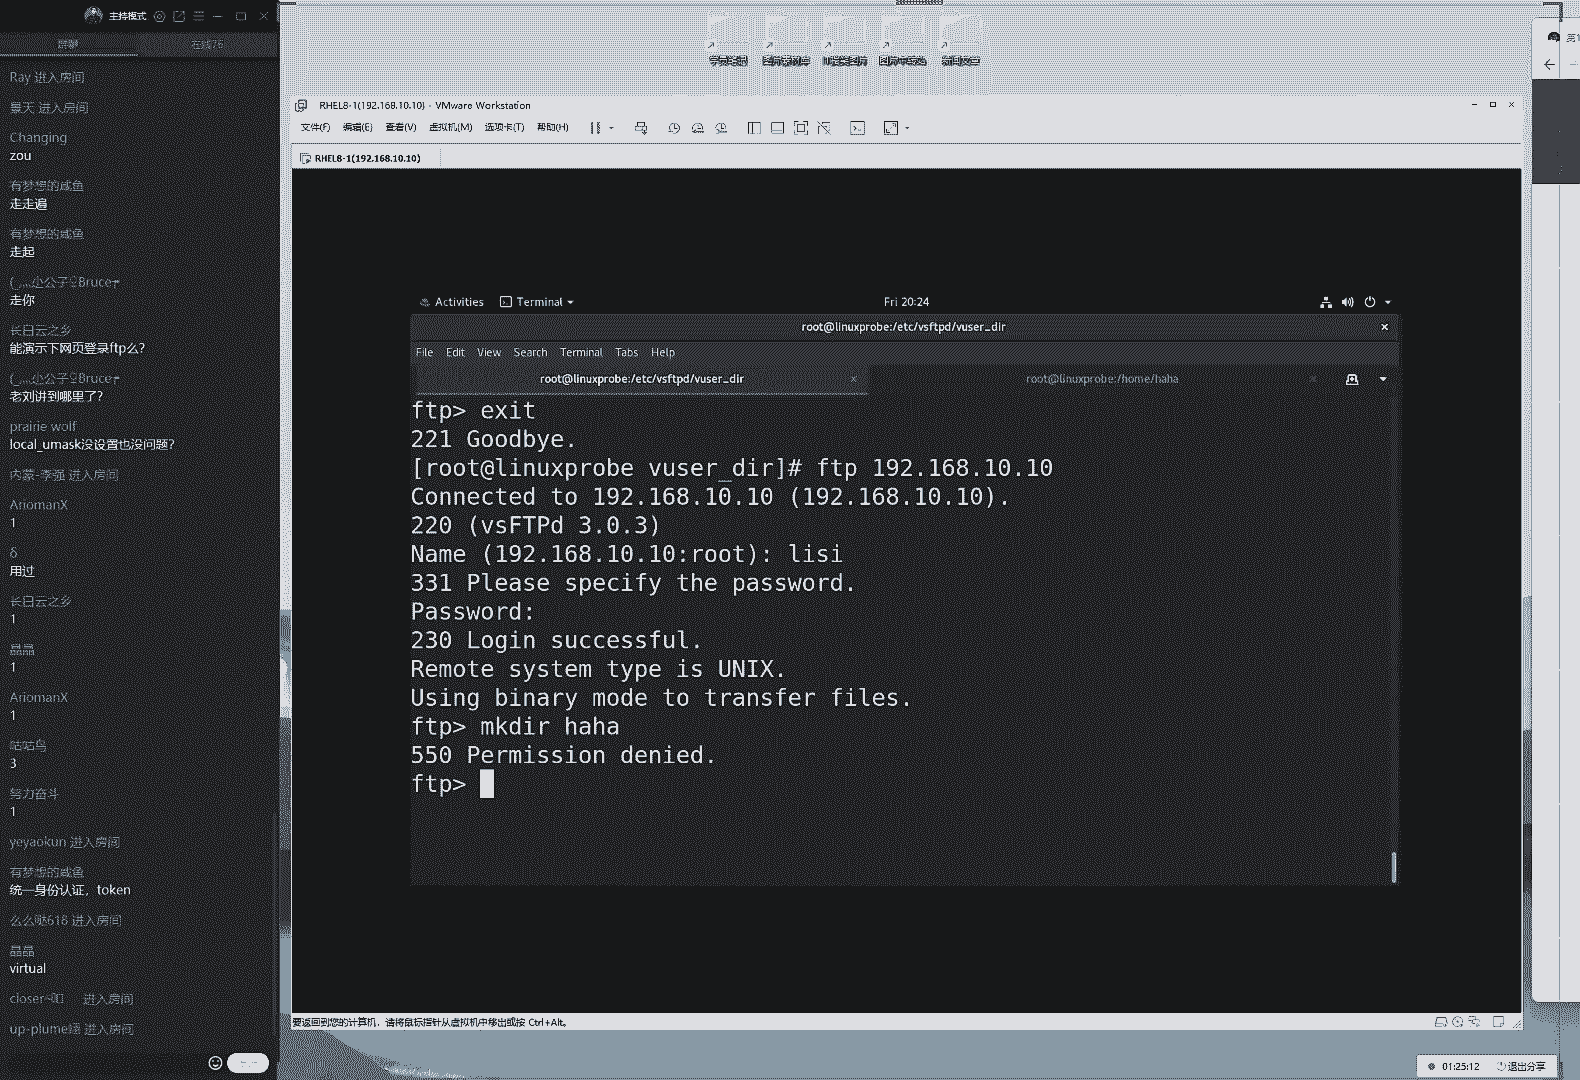 主持模式
在线76
Ray 进入房间
景天 进入房间
Changing
zou
有梦想的咸鱼
走走遍
有梦想的咸鱼
走起
小公子Bruce
走你
长白云之乡
能演示下网页登录ftp么?
小公子Bruce
老刘讲到哪里了?
prairie wolf
local_umask没设置也没问题?
内蒙-李强 进入房间
AriomanX
1
δ
用过
长白云之乡
1
晶晶
1
AriomanX
1
咕咕鸟
3
努力奋斗
1
yeyaokun 进入房间
有梦想的咸鱼
统一身份认证，token
么么哒618 进入房间
晶晶
virtual
closer~ 进入房间
up-plume 进入房间
RHEL8-1(192.168.10.10) - VMware Workstation
文件(F) 编辑(E) 查看(V) 虚拟机(M) 选项卡(T) 帮助(H)
RHEL8-1(192.168.10.10)
Activities Terminal Fri 20:24
root@linuxprobe:/etc/vsftpd/vuser_dir
File Edit View Search Terminal Tabs Help
root@linuxprobe:/etc/vsftpd/vuser_dir root@linuxprobe:/home/haha
ftp> exit
221 Goodbye.
[root@linuxprobe vuser_dir]# ftp 192.168.10.10
Connected to 192.168.10.10 (192.168.10.10).
220 (vsFTPd 3.0.3)
Name (192.168.10.10:root): lisi
331 Please specify the password.
Password:
230 Login successful.
Remote system type is UNIX.
Using binary mode to transfer files.
ftp> mkdir haha
550 Permission denied.
ftp>
要返回到您的计算机，请将鼠标指针从虚拟机中移出或按 Ctrl+Alt。
01:25:12 退出分享